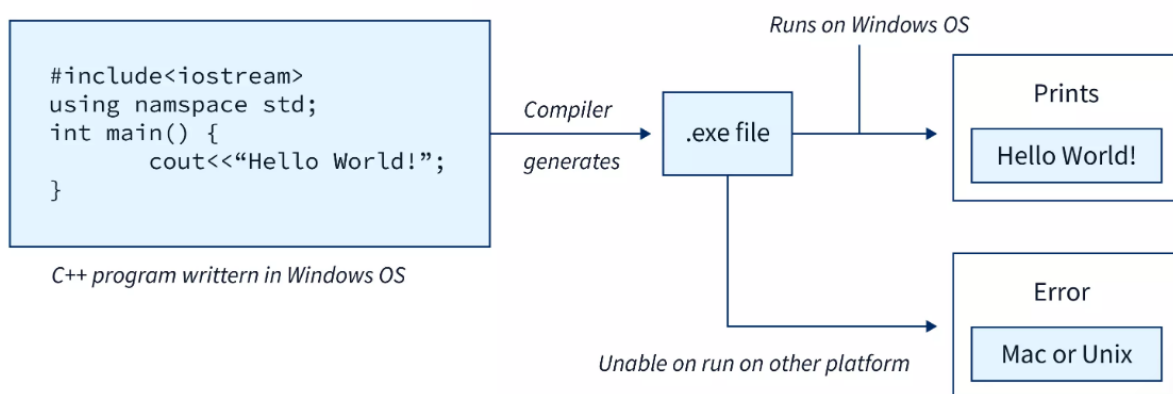 #include<iostream>
using namspace std;
int main() {
cout<<“Hello World!”;
}
C++ program writtern in Windows OS
Compiler
generates
.exe file
Runs on Windows OS
Prints
Hello World!
Unable on run on other platform
Error
Mac or Unix